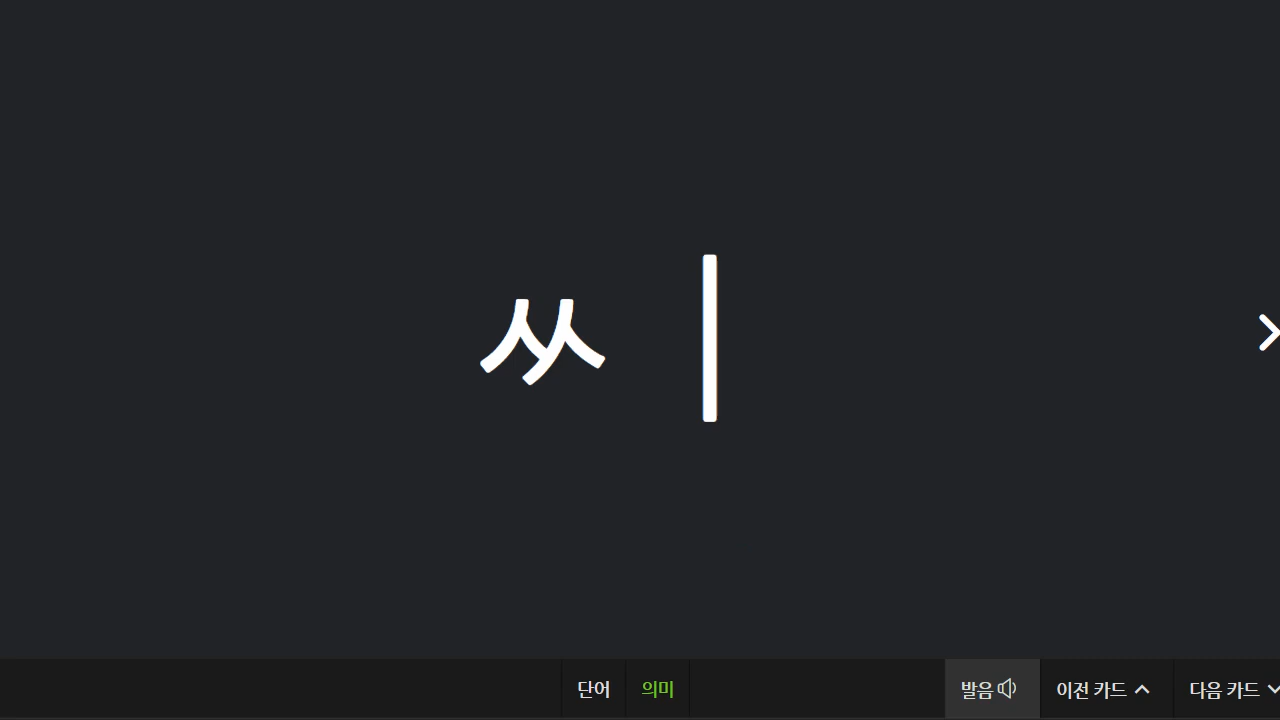 ㅆ ㅣ
단어 의미 발음 이전 카드 다음 카드